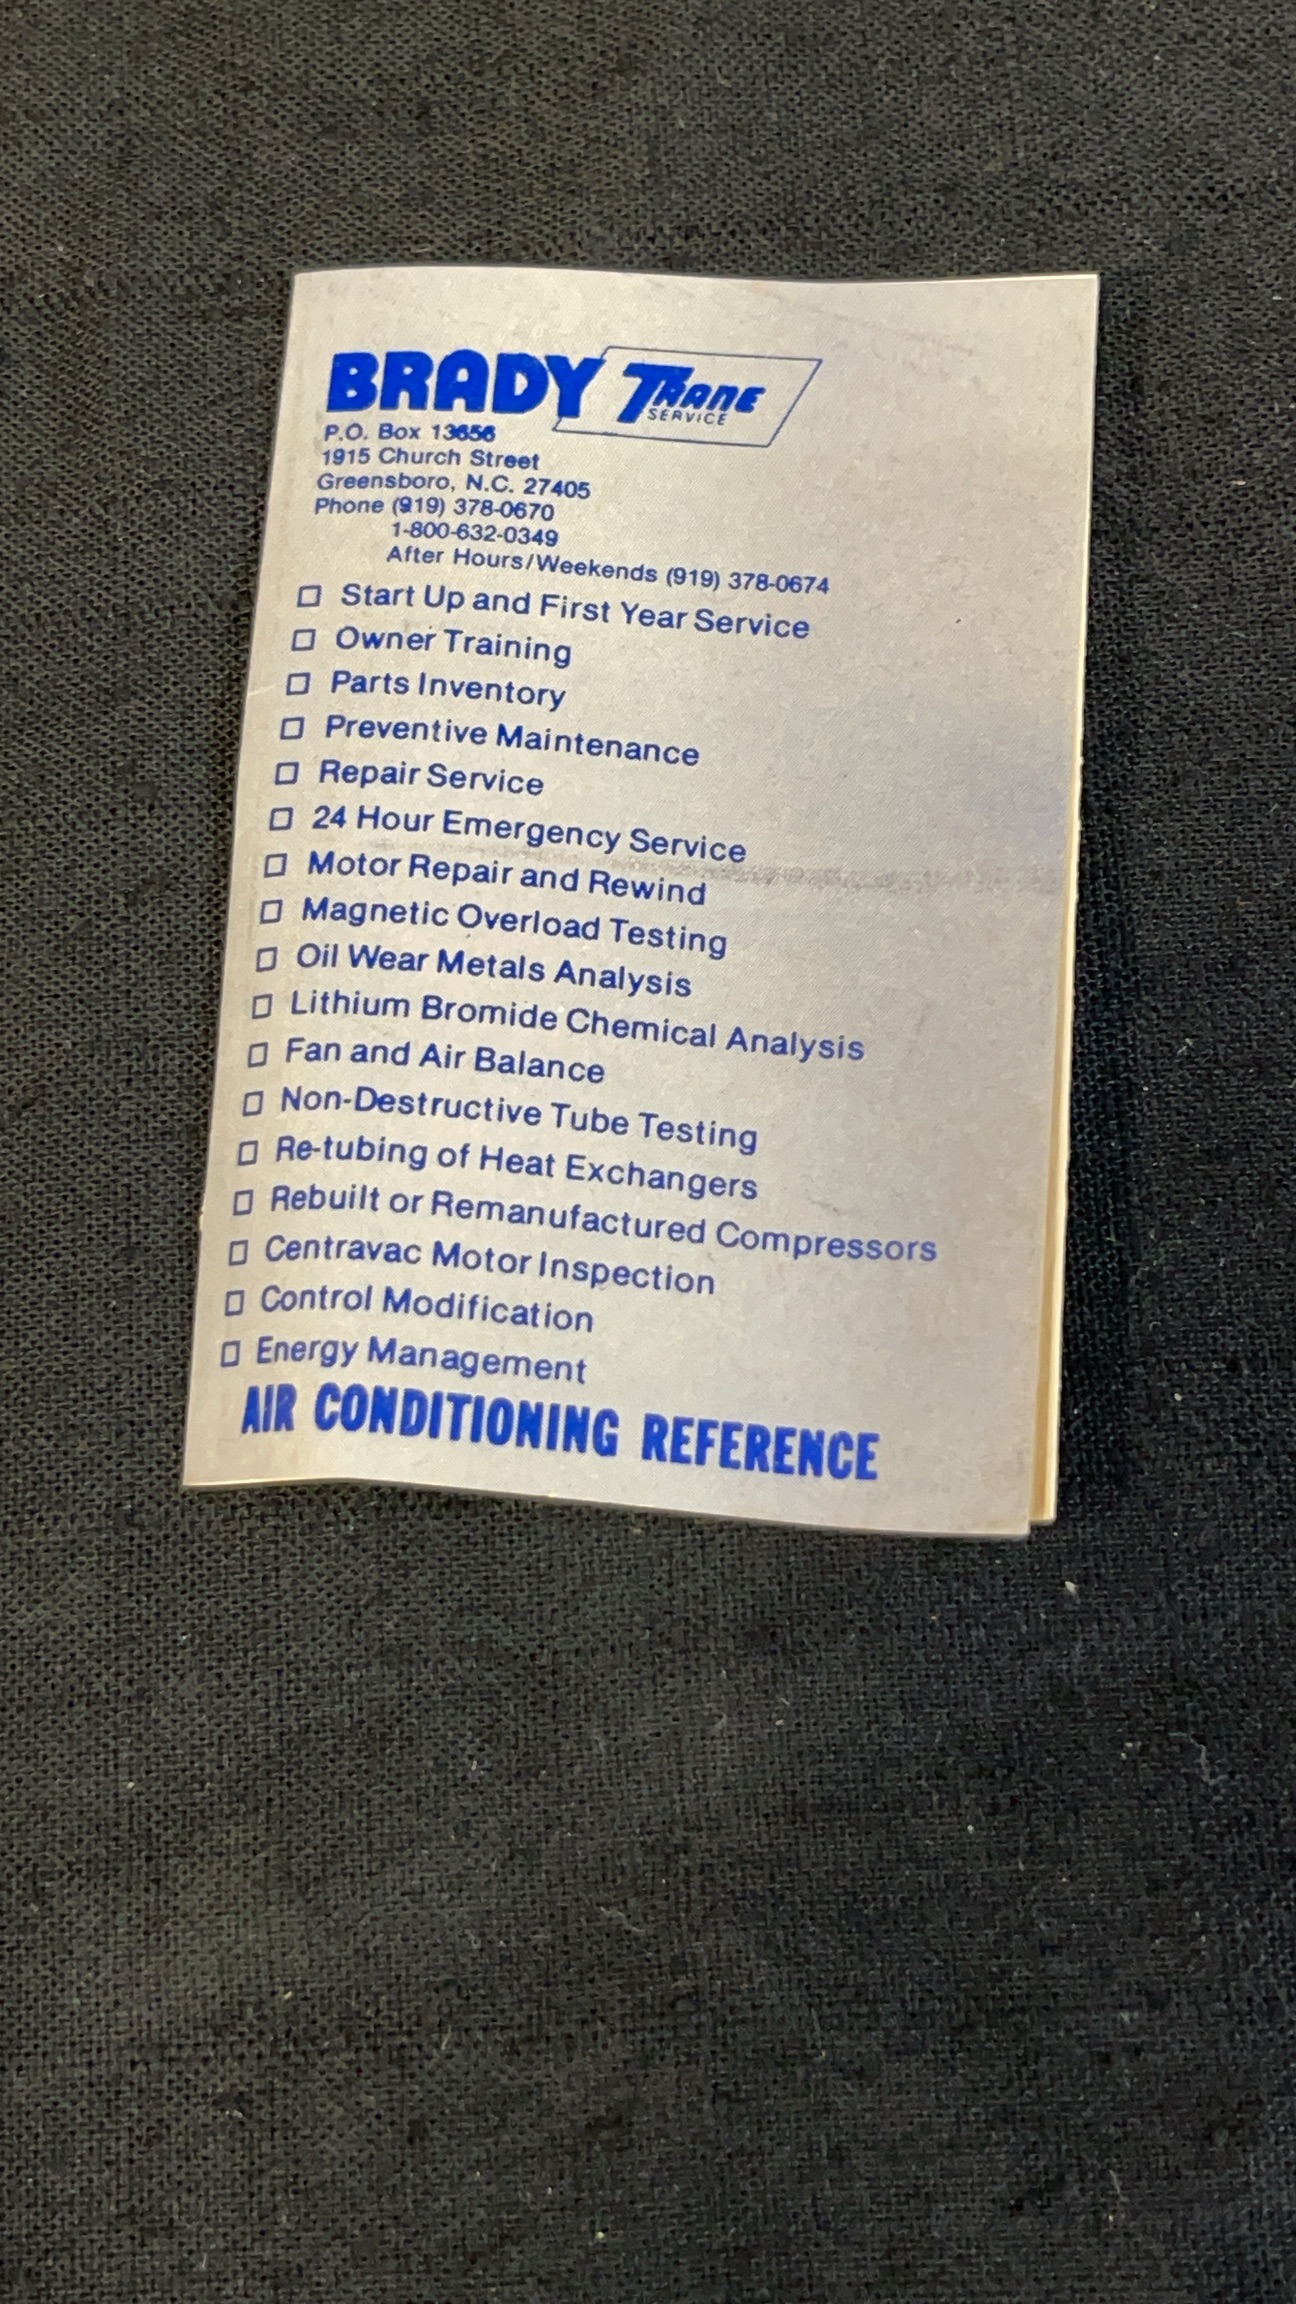 BRADY TRANE
SERVICE
P.O. Box 13656
1915 Church Street
Greensboro, N.C. 27405
Phone (919) 378-0670
1-800-632-0349
After Hours/Weekends (919) 378-0674
Start Up and First Year Service
Owner Training
Parts Inventory
Preventive Maintenance
Repair Service
24 Hour Emergency Service
Motor Repair and Rewind
Magnetic Overload Testing
Oil Wear Metals Analysis
Lithium Bromide Chemical Analysis
Fan and Air Balance
Non-Destructive Tube Testing
Re-tubing of Heat Exchangers
Rebuilt or Remanufactured Compressors
Centravac Motor Inspection
Control Modification
Energy Management
AIR CONDITIONING REFERENCE